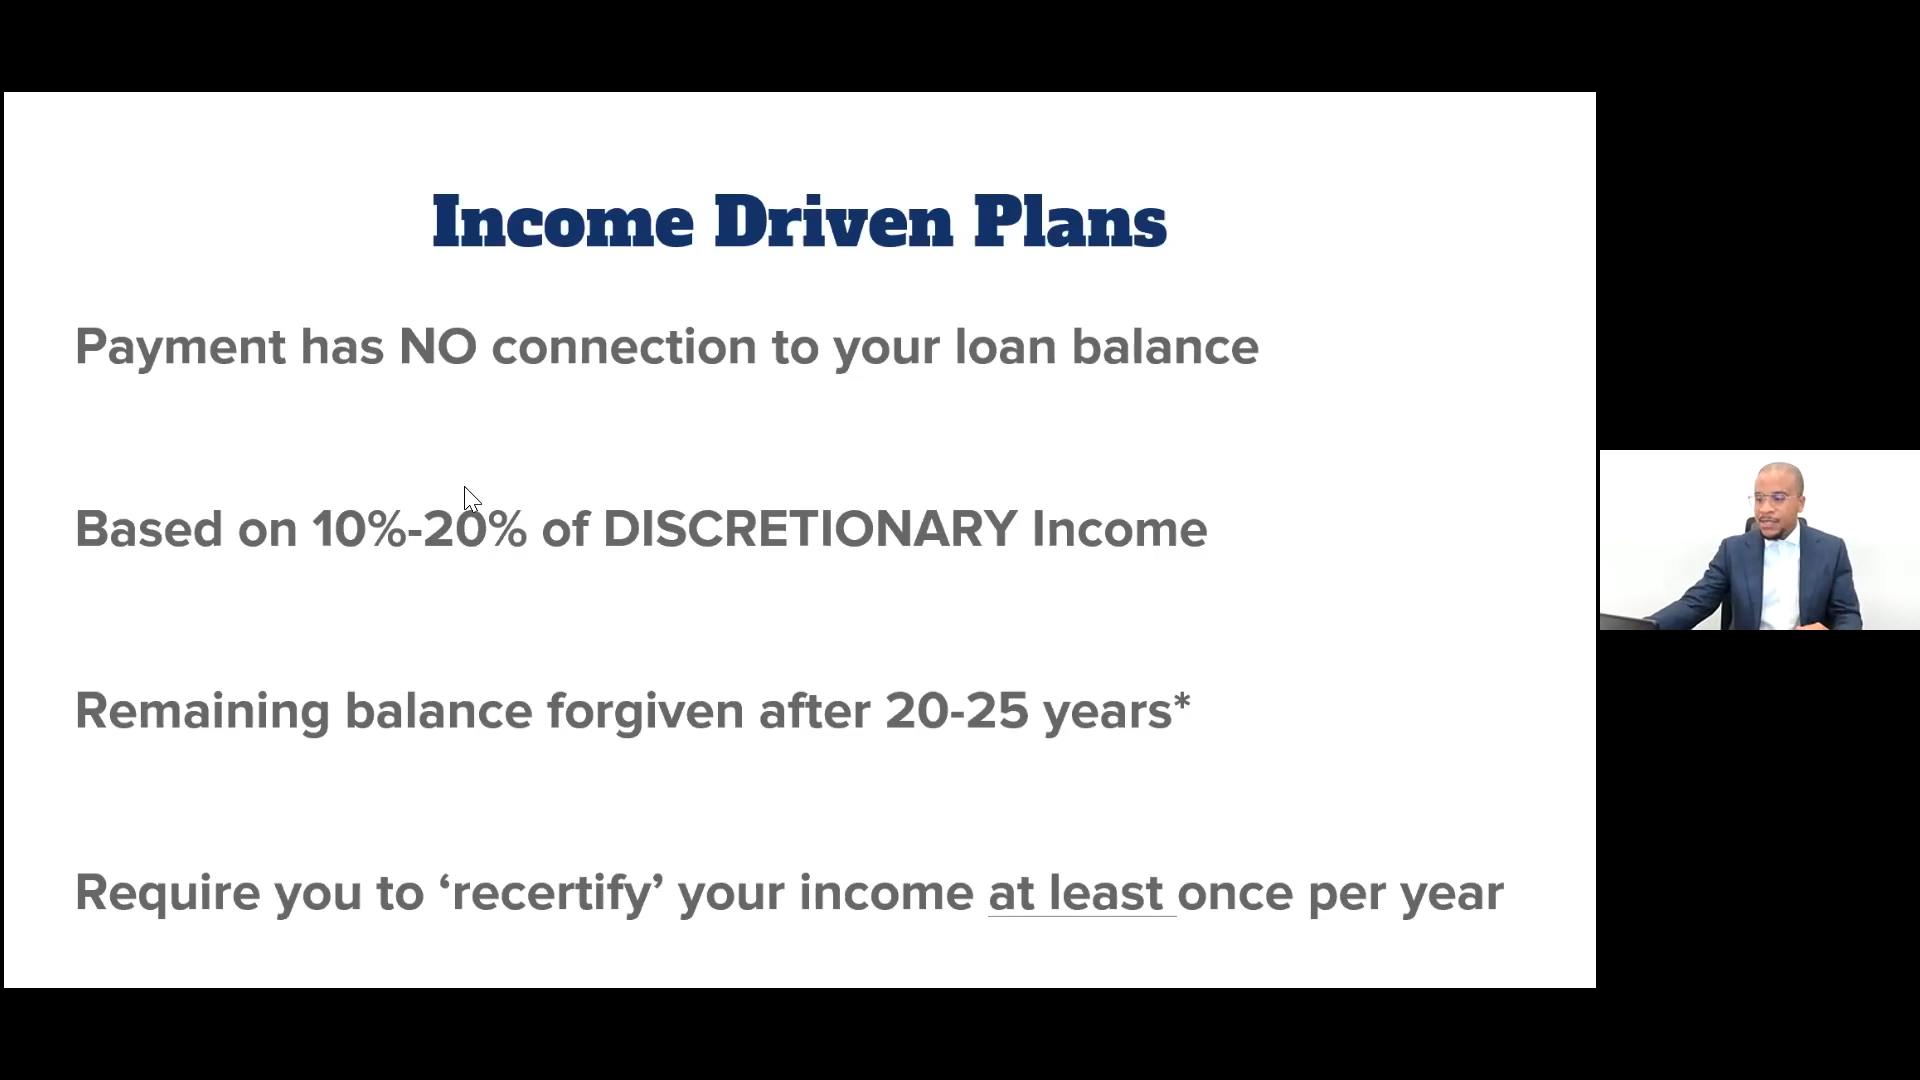 Income Driven Plans
Payment has NO connection to your loan balance
Based on 10%-20% of DISCRETIONARY Income
Remaining balance forgiven after 20-25 years*
Require you to ‘recertify’ your income at least once per year